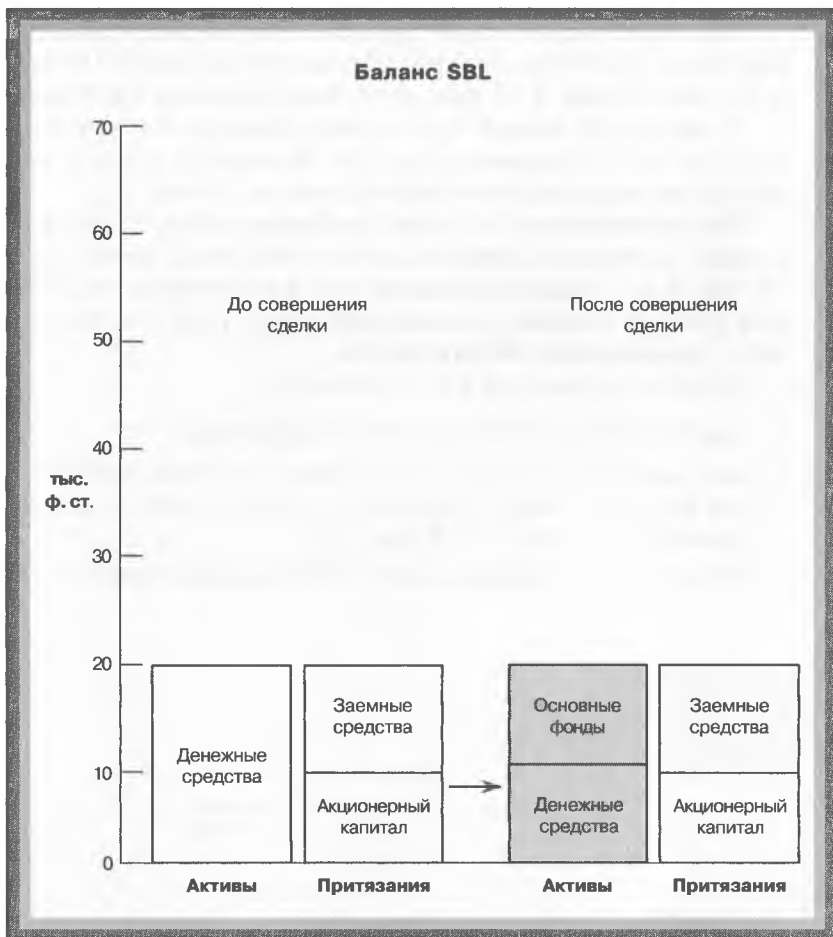 Баланс SBL
70
60
До совершения
сделки
После совершения
сделки
50
40
тыс.
ф. ст.
30
20
Денежные
средства
Заемные
средства
Основные
фонды
Заемные
средства
10
Акционерный
капитал
Денежные
средства
Акционерный
капитал
0
Активы
Притязания
Активы
Притязания